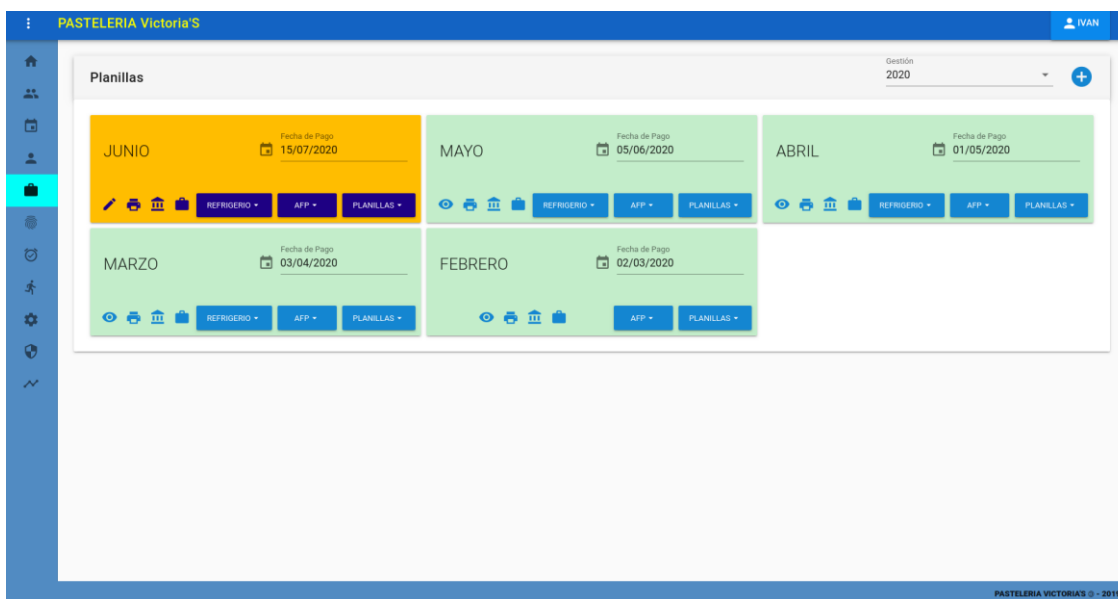 PASTELERIA Victoria'S
IVAN
Planillas
Gestión
2020
JUNIO
Fecha de Pago
15/07/2020
REFRIGERIO
AFP
PLANILLAS
MAYO
Fecha de Pago
05/06/2020
REFRIGERIO
AFP
PLANILLAS
ABRIL
Fecha de Pago
01/05/2020
REFRIGERIO
AFP
PLANILLAS
MARZO
Fecha de Pago
03/04/2020
REFRIGERIO
AFP
PLANILLAS
FEBRERO
Fecha de Pago
02/03/2020
AFP
PLANILLAS
PASTELERIA VICTORIA'S © -